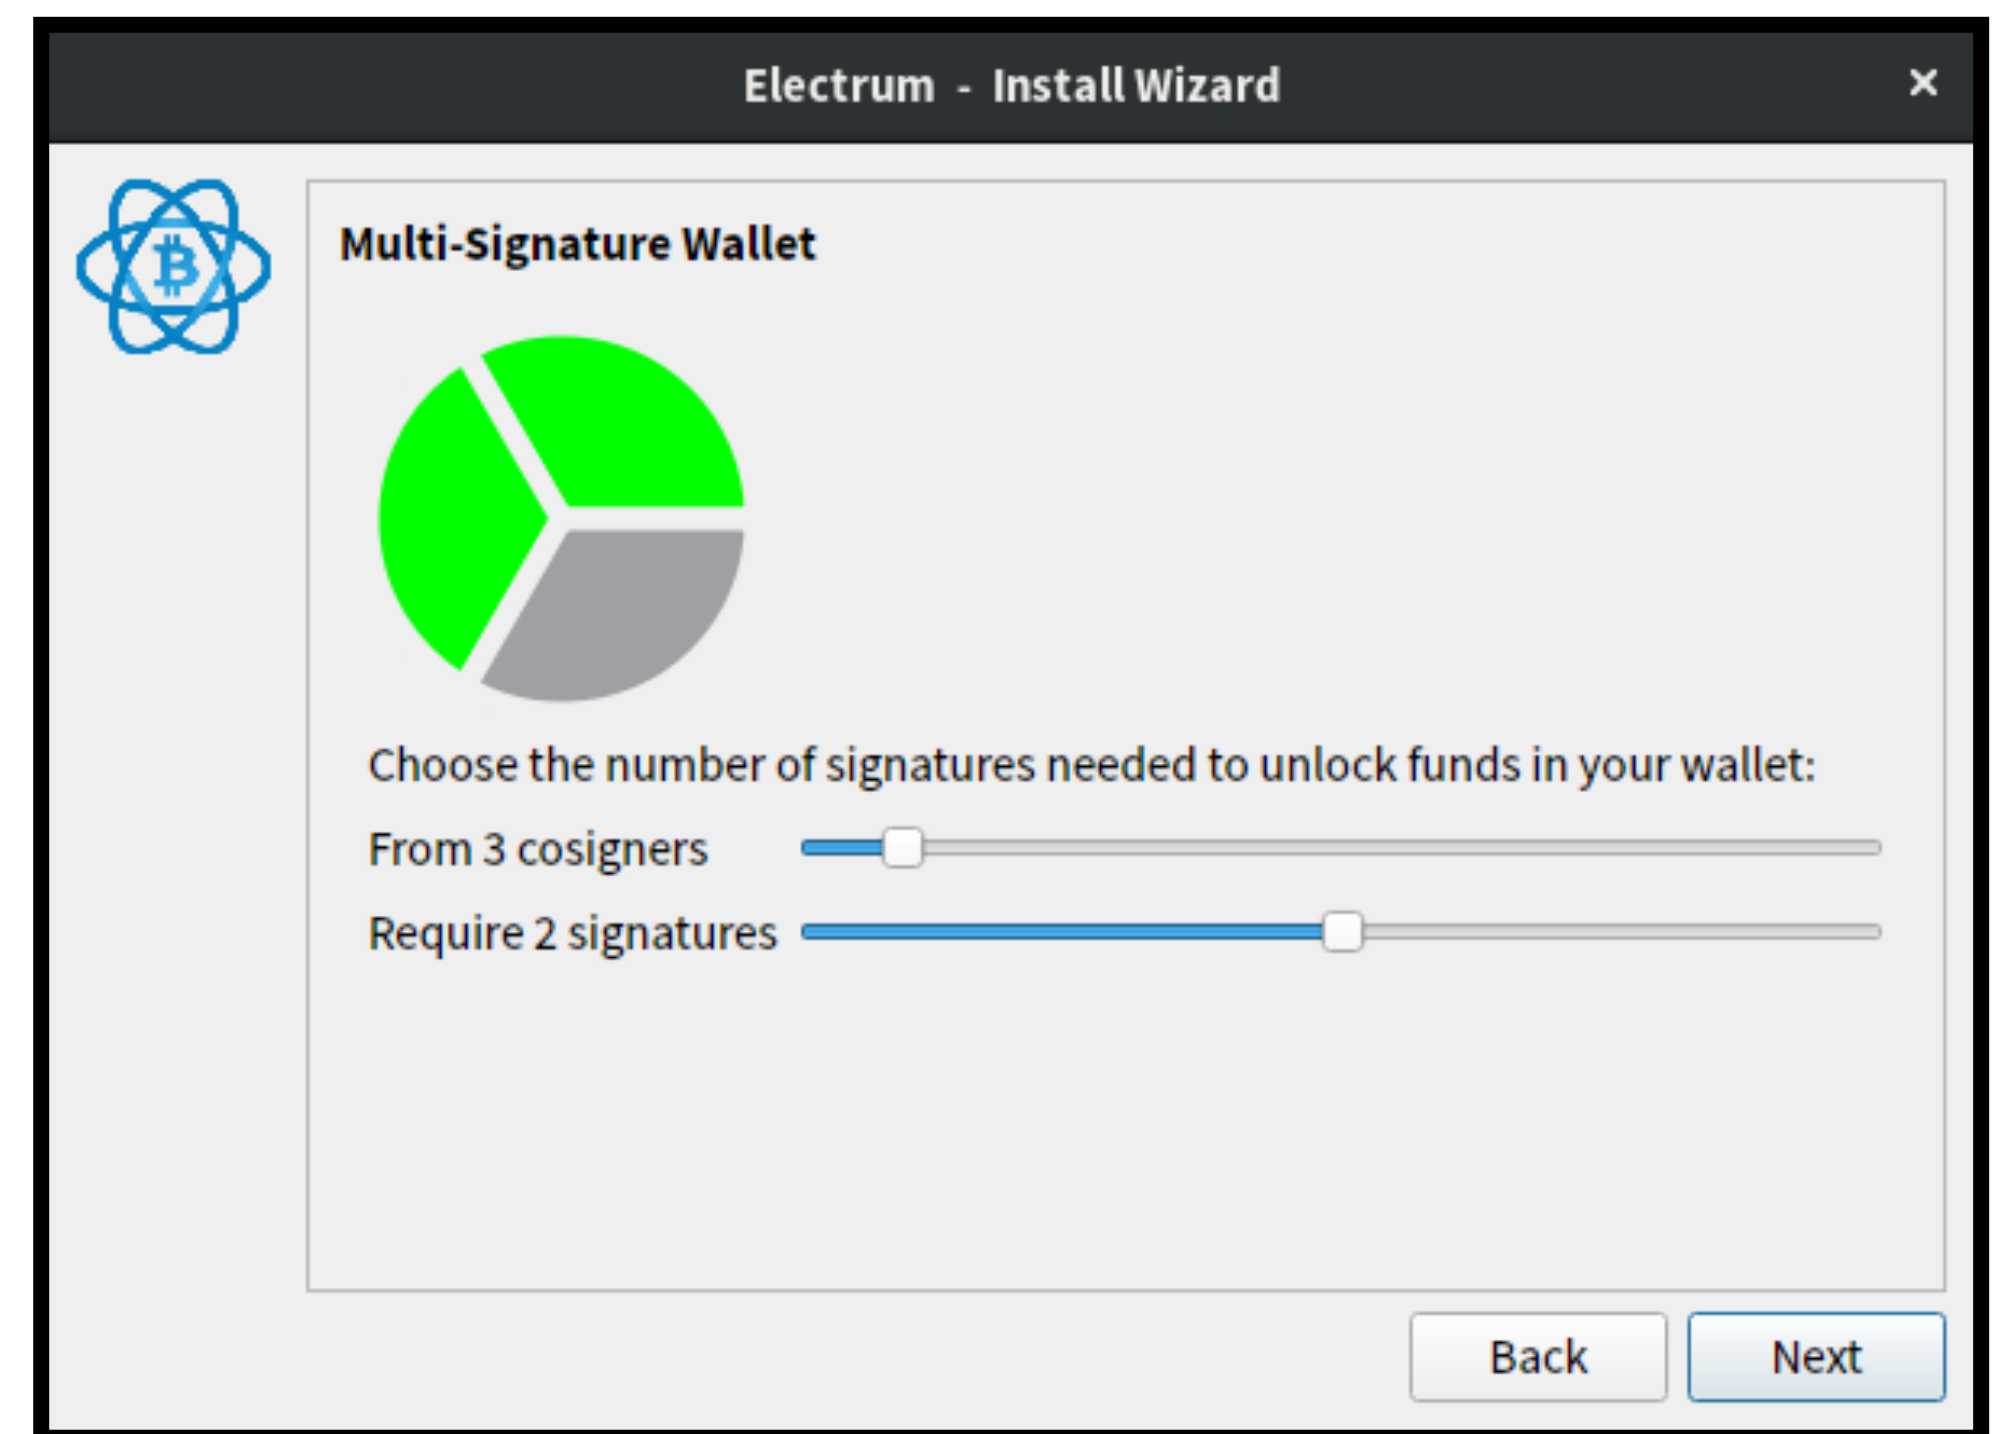 Electrum - Install Wizard
Multi-Signature Wallet
Choose the number of signatures needed to unlock funds in your wallet:
From 3 cosigners
Require 2 signatures
Back Next